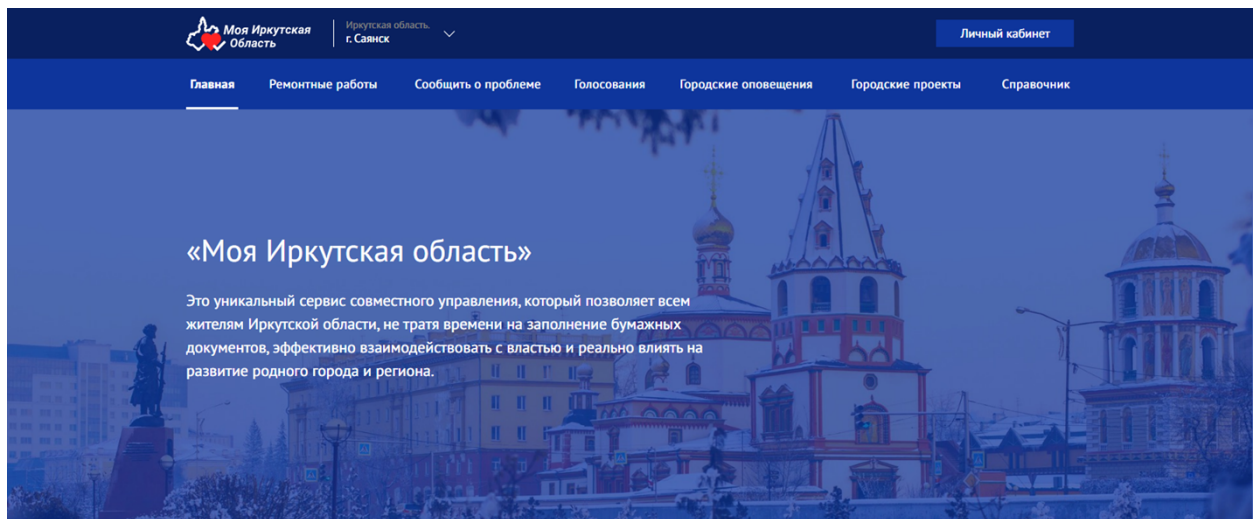 Моя Иркутская
Область
Иркутская область.
г. Саянск
Личный кабинет
Главная
Ремонтные работы
Сообщить о проблеме
Голосования
Городские оповещения
Городские проекты
Справочник
«Моя Иркутская область»
Это уникальный сервис совместного управления, который позволяет всем
жителям Иркутской области, не тратя времени на заполнение бумажных
документов, эффективно взаимодействовать с властью и реально влиять на
развитие родного города и региона.